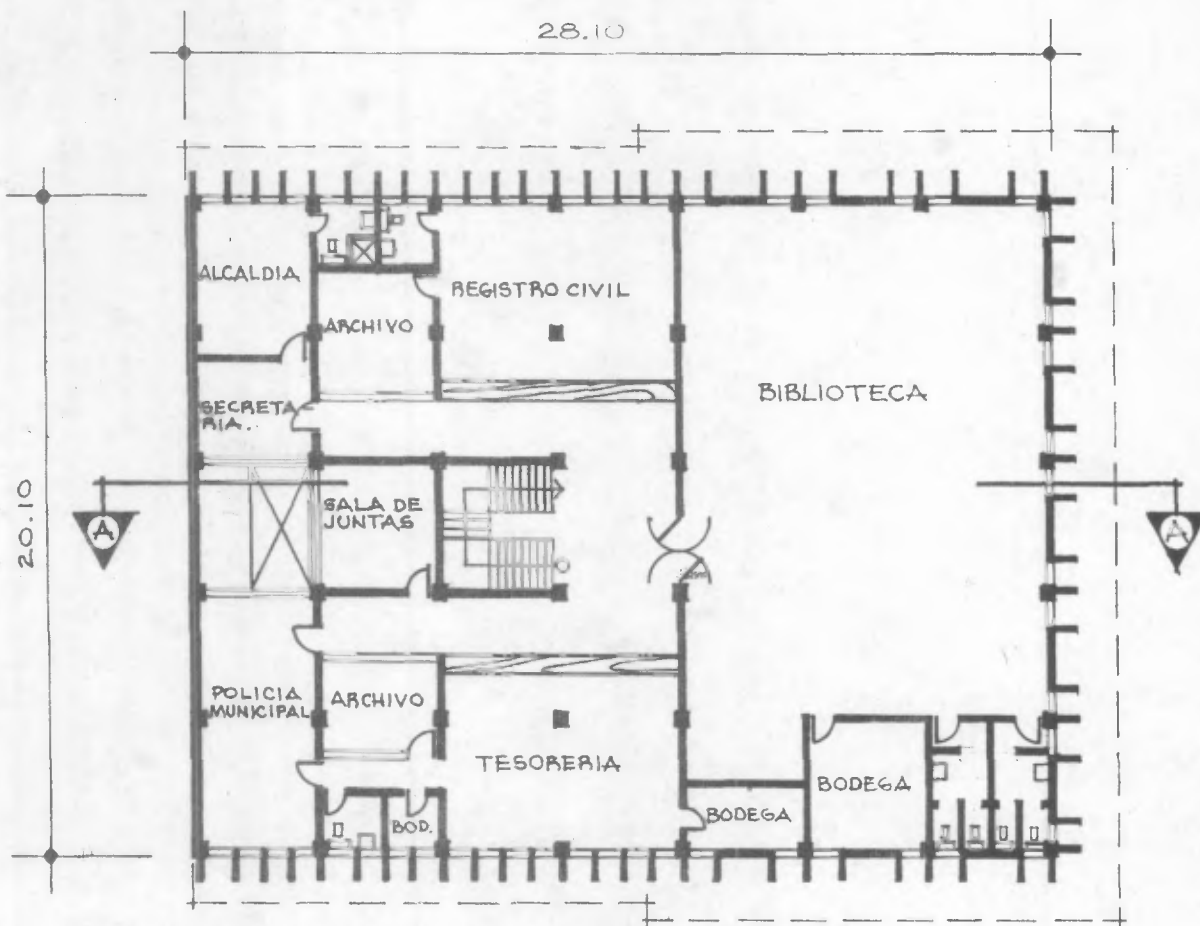 28.10
20.10
ALCALDIA
ARCHIVO
REGISTRO CIVIL
SECRETA
RIA.
BIBLIOTECA
SALA DE
JUNTAS
A
A
POLICIA
MUNICIPAL
ARCHIVO
TESORERIA
BODEGA
BODEGA
BOD.